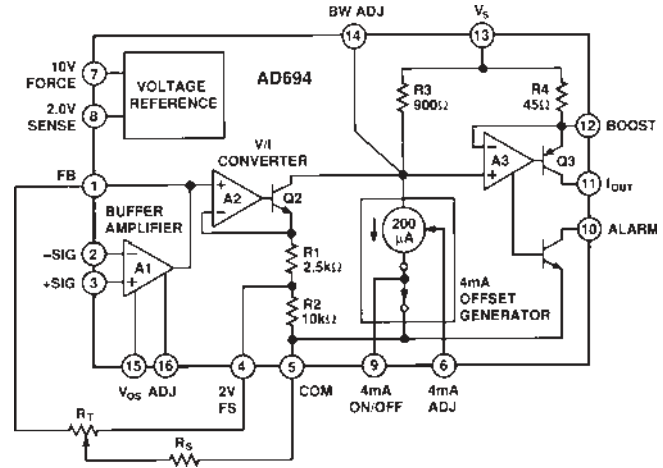 BW ADJ
VS
14
13
10V
FORCE
7
VOLTAGE
REFERENCE
AD694
R3
900Ω
R4
45Ω
2.0V
SENSE
8
12
BOOST
V/I
CONVERTER
A3
Q3
FB
1
A2
Q2
11
IOUT
BUFFER
AMPLIFIER
200
μA
10
ALARM
–SIG
2
A1
R1
2.5kΩ
+SIG
3
4mA
OFFSET
GENERATOR
R2
10kΩ
15
16
4
5
9
6
VOS ADJ
2V
FS
COM
4mA
ON/OFF
4mA
ADJ
RT
RS